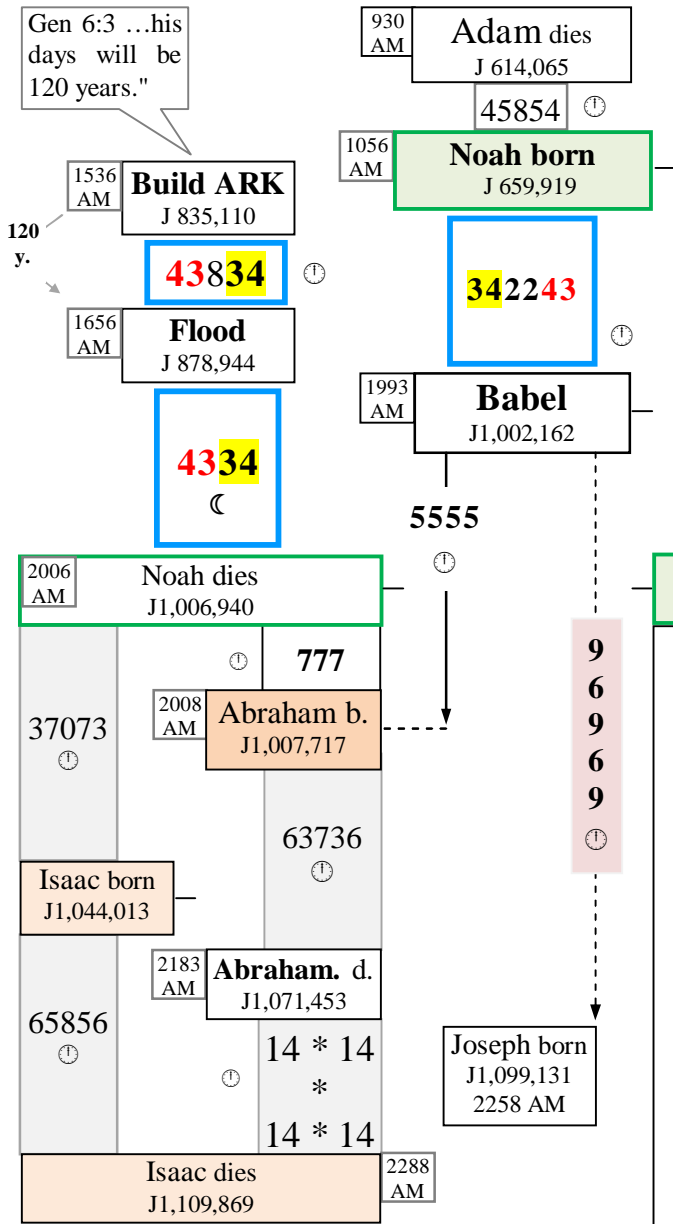 Gen 6:3 …his
days will be
120 years."
930
AM
Adam dies
J 614,065
45854
1056
AM
Noah born
J 659,919
1536
AM
Build ARK
J 835,110
120
y.
43834
342243
1656
AM
Flood
J 878,944
1993
AM
Babel
J1,002,162
4334
5555
2006
AM
Noah dies
J1,006,940
777
9
6
9
6
9
37073
2008
AM
Abraham b.
J1,007,717
63736
Isaac born
J1,044,013
2183
AM
Abraham. d.
J1,071,453
65856
14 * 14
*
14 * 14
Joseph born
J1,099,131
2258 AM
Isaac dies
J1,109,869
2288
AM